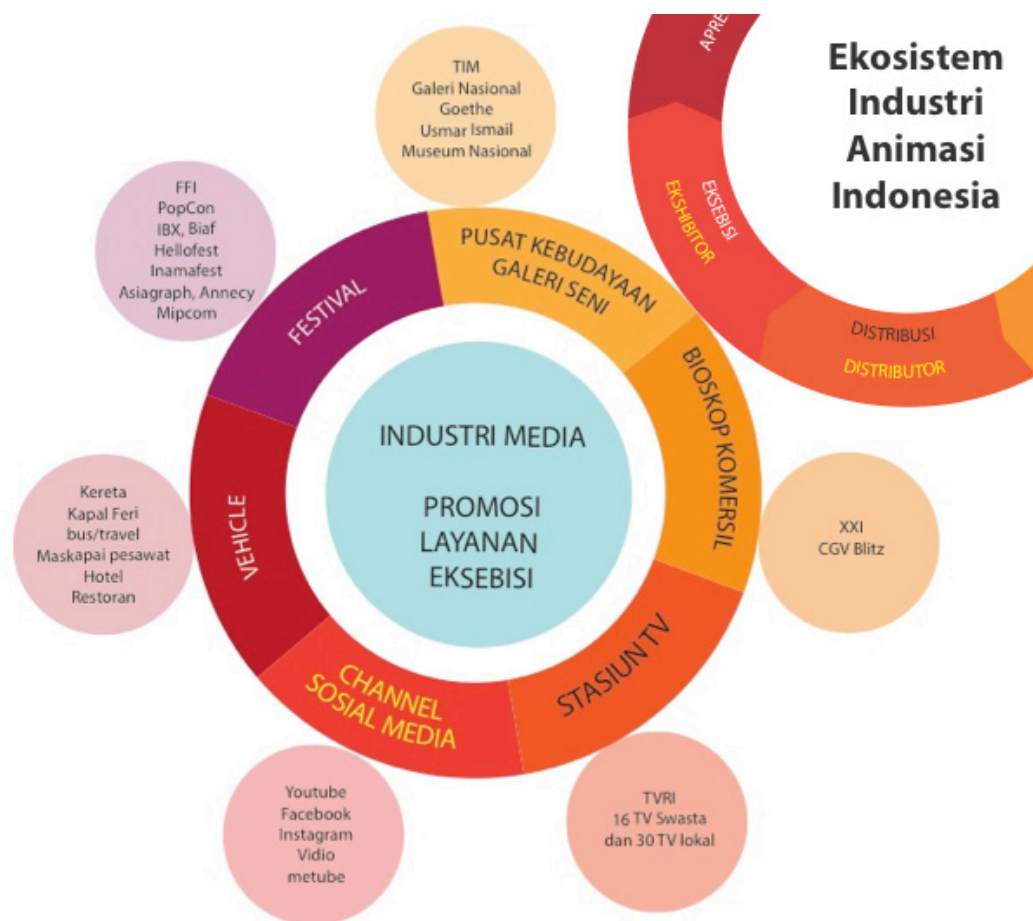 Ekosistem
Industri
Animasi
Indonesia
APRE
EKSEBISI
EKSHIBITOR
DISTRIBUSI
DISTRIBUTOR
TIM
Galeri Nasional
Goethe
Usmar Ismail
Museum Nasional
FFI
PopCon
IBX, Biaf
Hellofest
Inamafest
Asiagraph, Annecy
Mipcom
PUSAT KEBUDAYAAN
GALERI SENI
FESTIVAL
BIOSKOP KOMERSIL
INDUSTRI MEDIA
PROMOSI
LAYANAN
EKSEBISI
VEHICLE
Kereta
Kapal Feri
bus/travel
Maskapai pesawat
Hotel
Restoran
XXI
CGV Blitz
STASIUN TV
CHANNEL
SOSIAL MEDIA
Youtube
Facebook
Instagram
Vidio
metube
TVRI
16 TV Swasta
dan 30 TV lokal